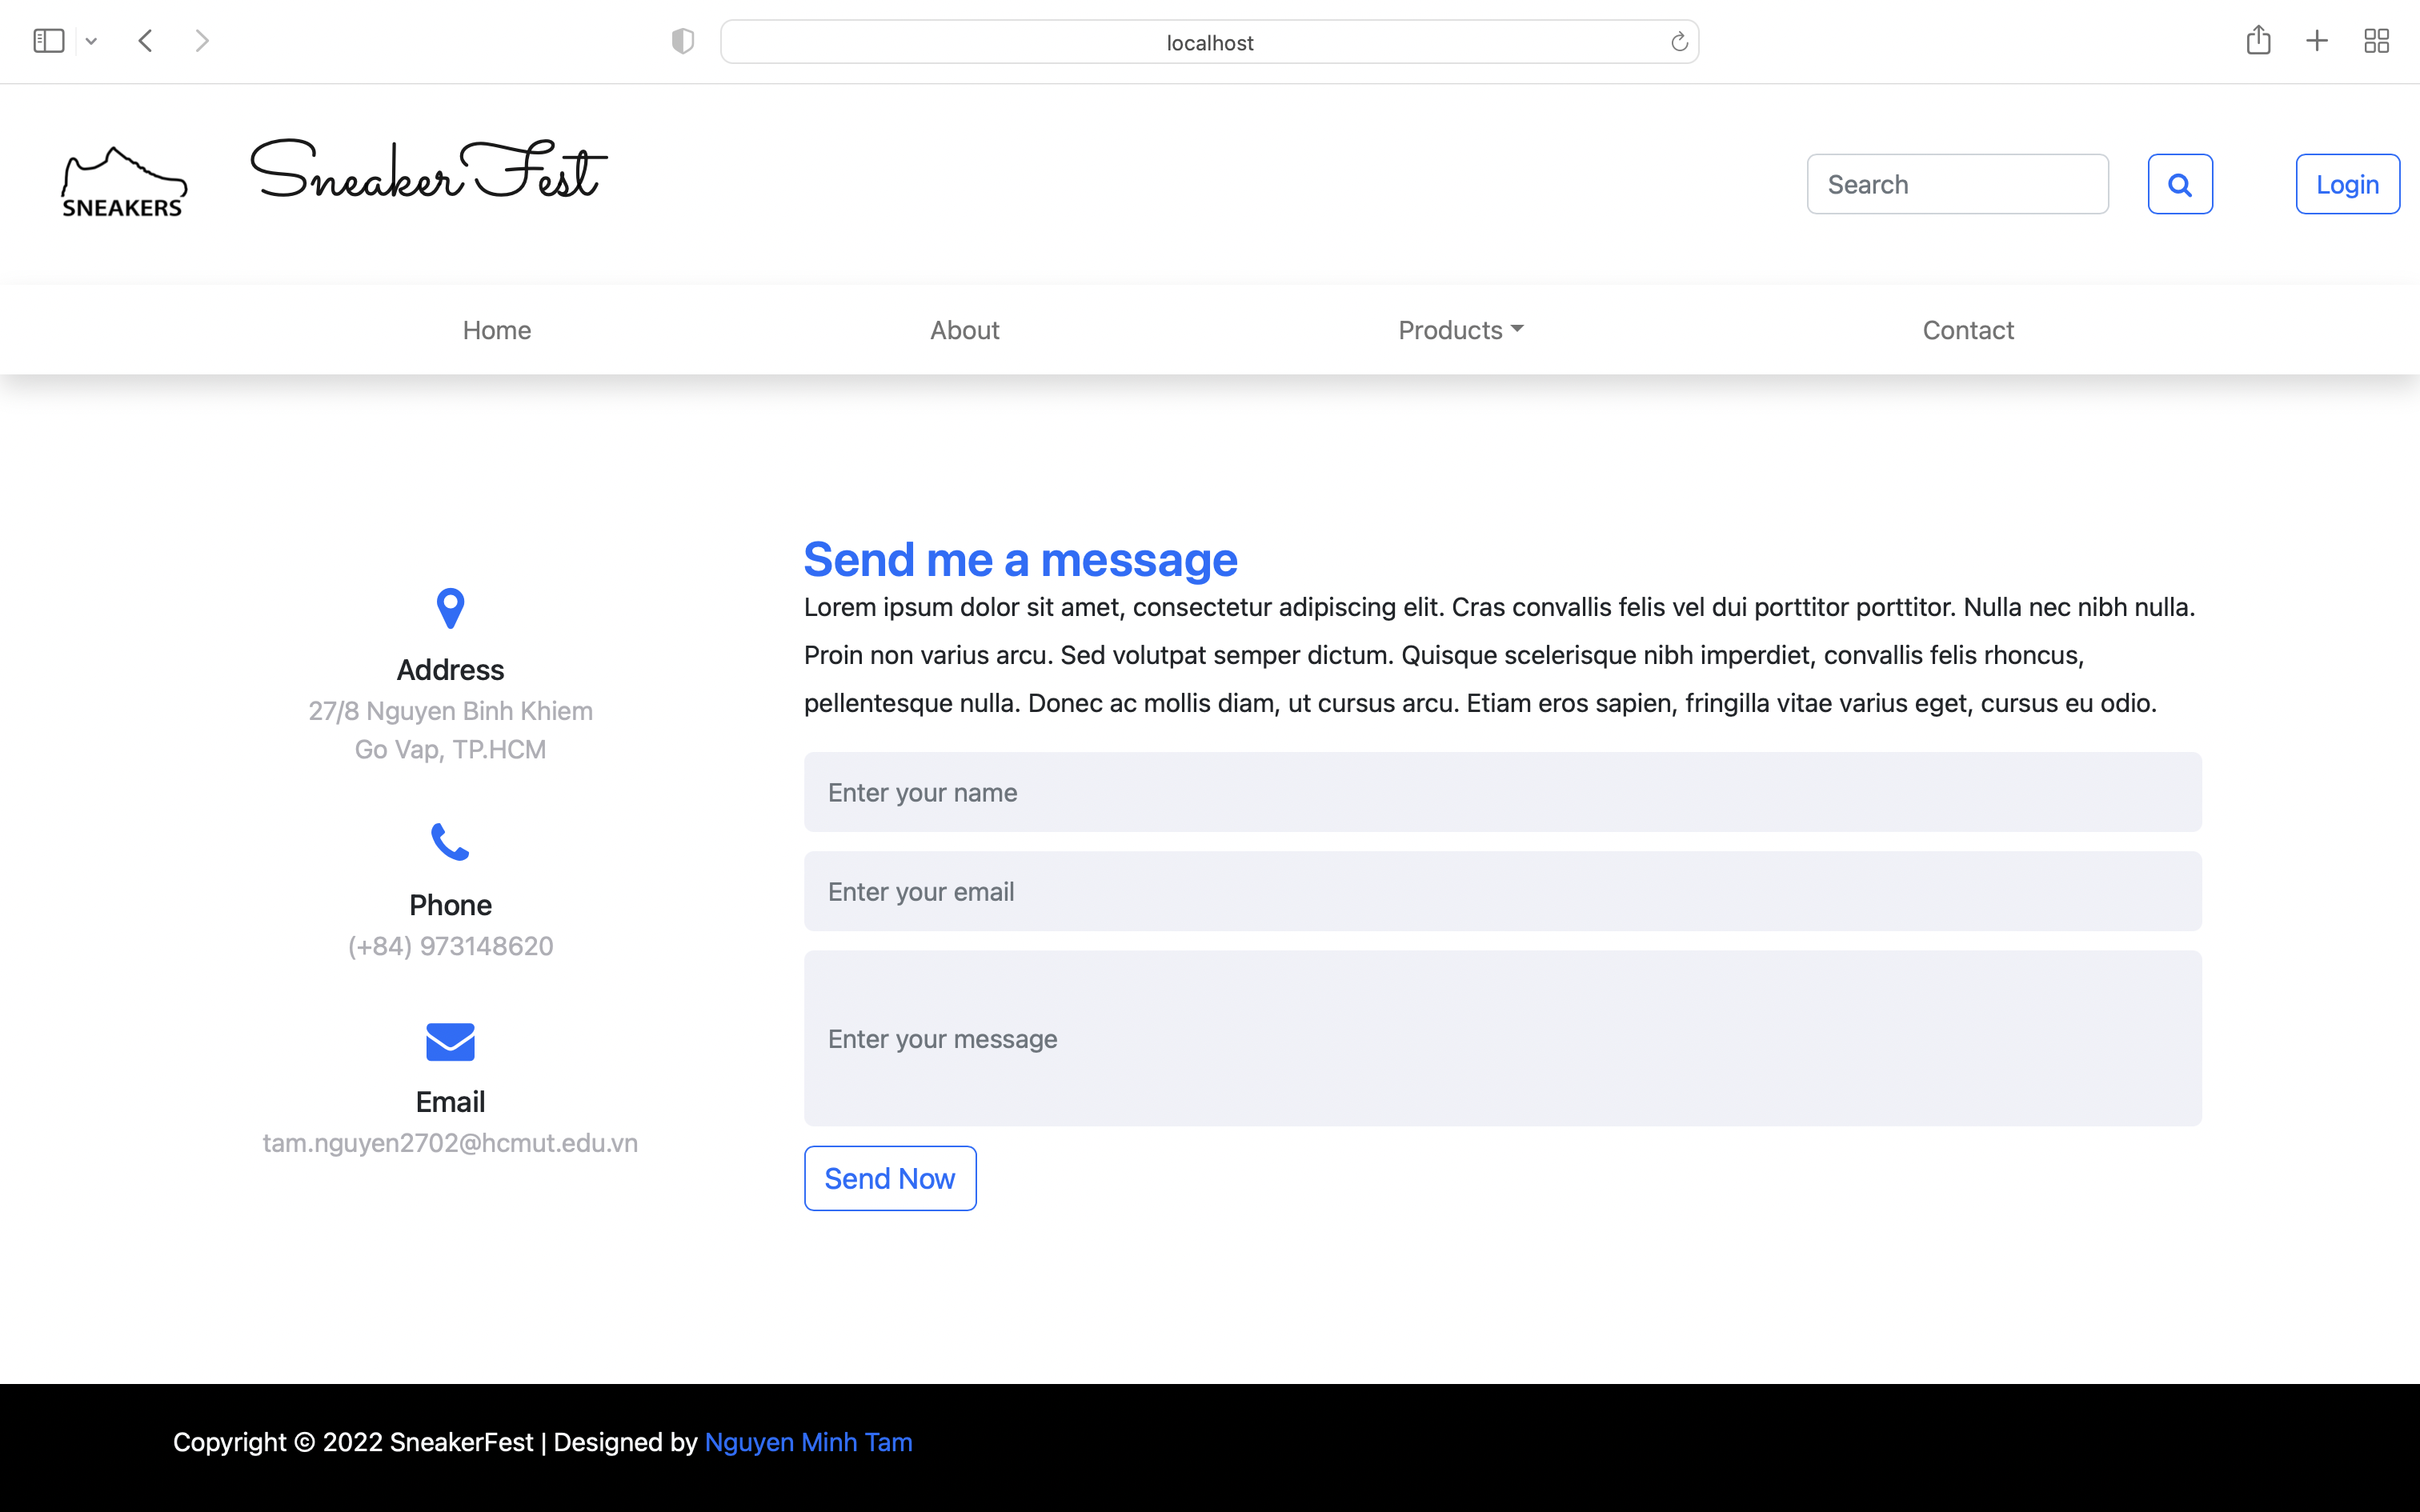 localhost
SNEAKERS
SneakerFest
Search
Login
Home
About
Products
Contact
Address
27/8 Nguyen Binh Khiem
Go Vap, TP.HCM
Phone
(+84) 973148620
Email
tam.nguyen2702@hcmut.edu.vn
Send me a message
Lorem ipsum dolor sit amet, consectetur adipiscing elit. Cras convallis felis vel dui porttitor porttitor. Nulla nec nibh nulla.
Proin non varius arcu. Sed volutpat semper dictum. Quisque scelerisque nibh imperdiet, convallis felis rhoncus,
pellentesque nulla. Donec ac mollis diam, ut cursus arcu. Etiam eros sapien, fringilla vitae varius eget, cursus eu odio.
Enter your name
Enter your email
Enter your message
Send Now
Copyright © 2022 SneakerFest | Designed by Nguyen Minh Tam